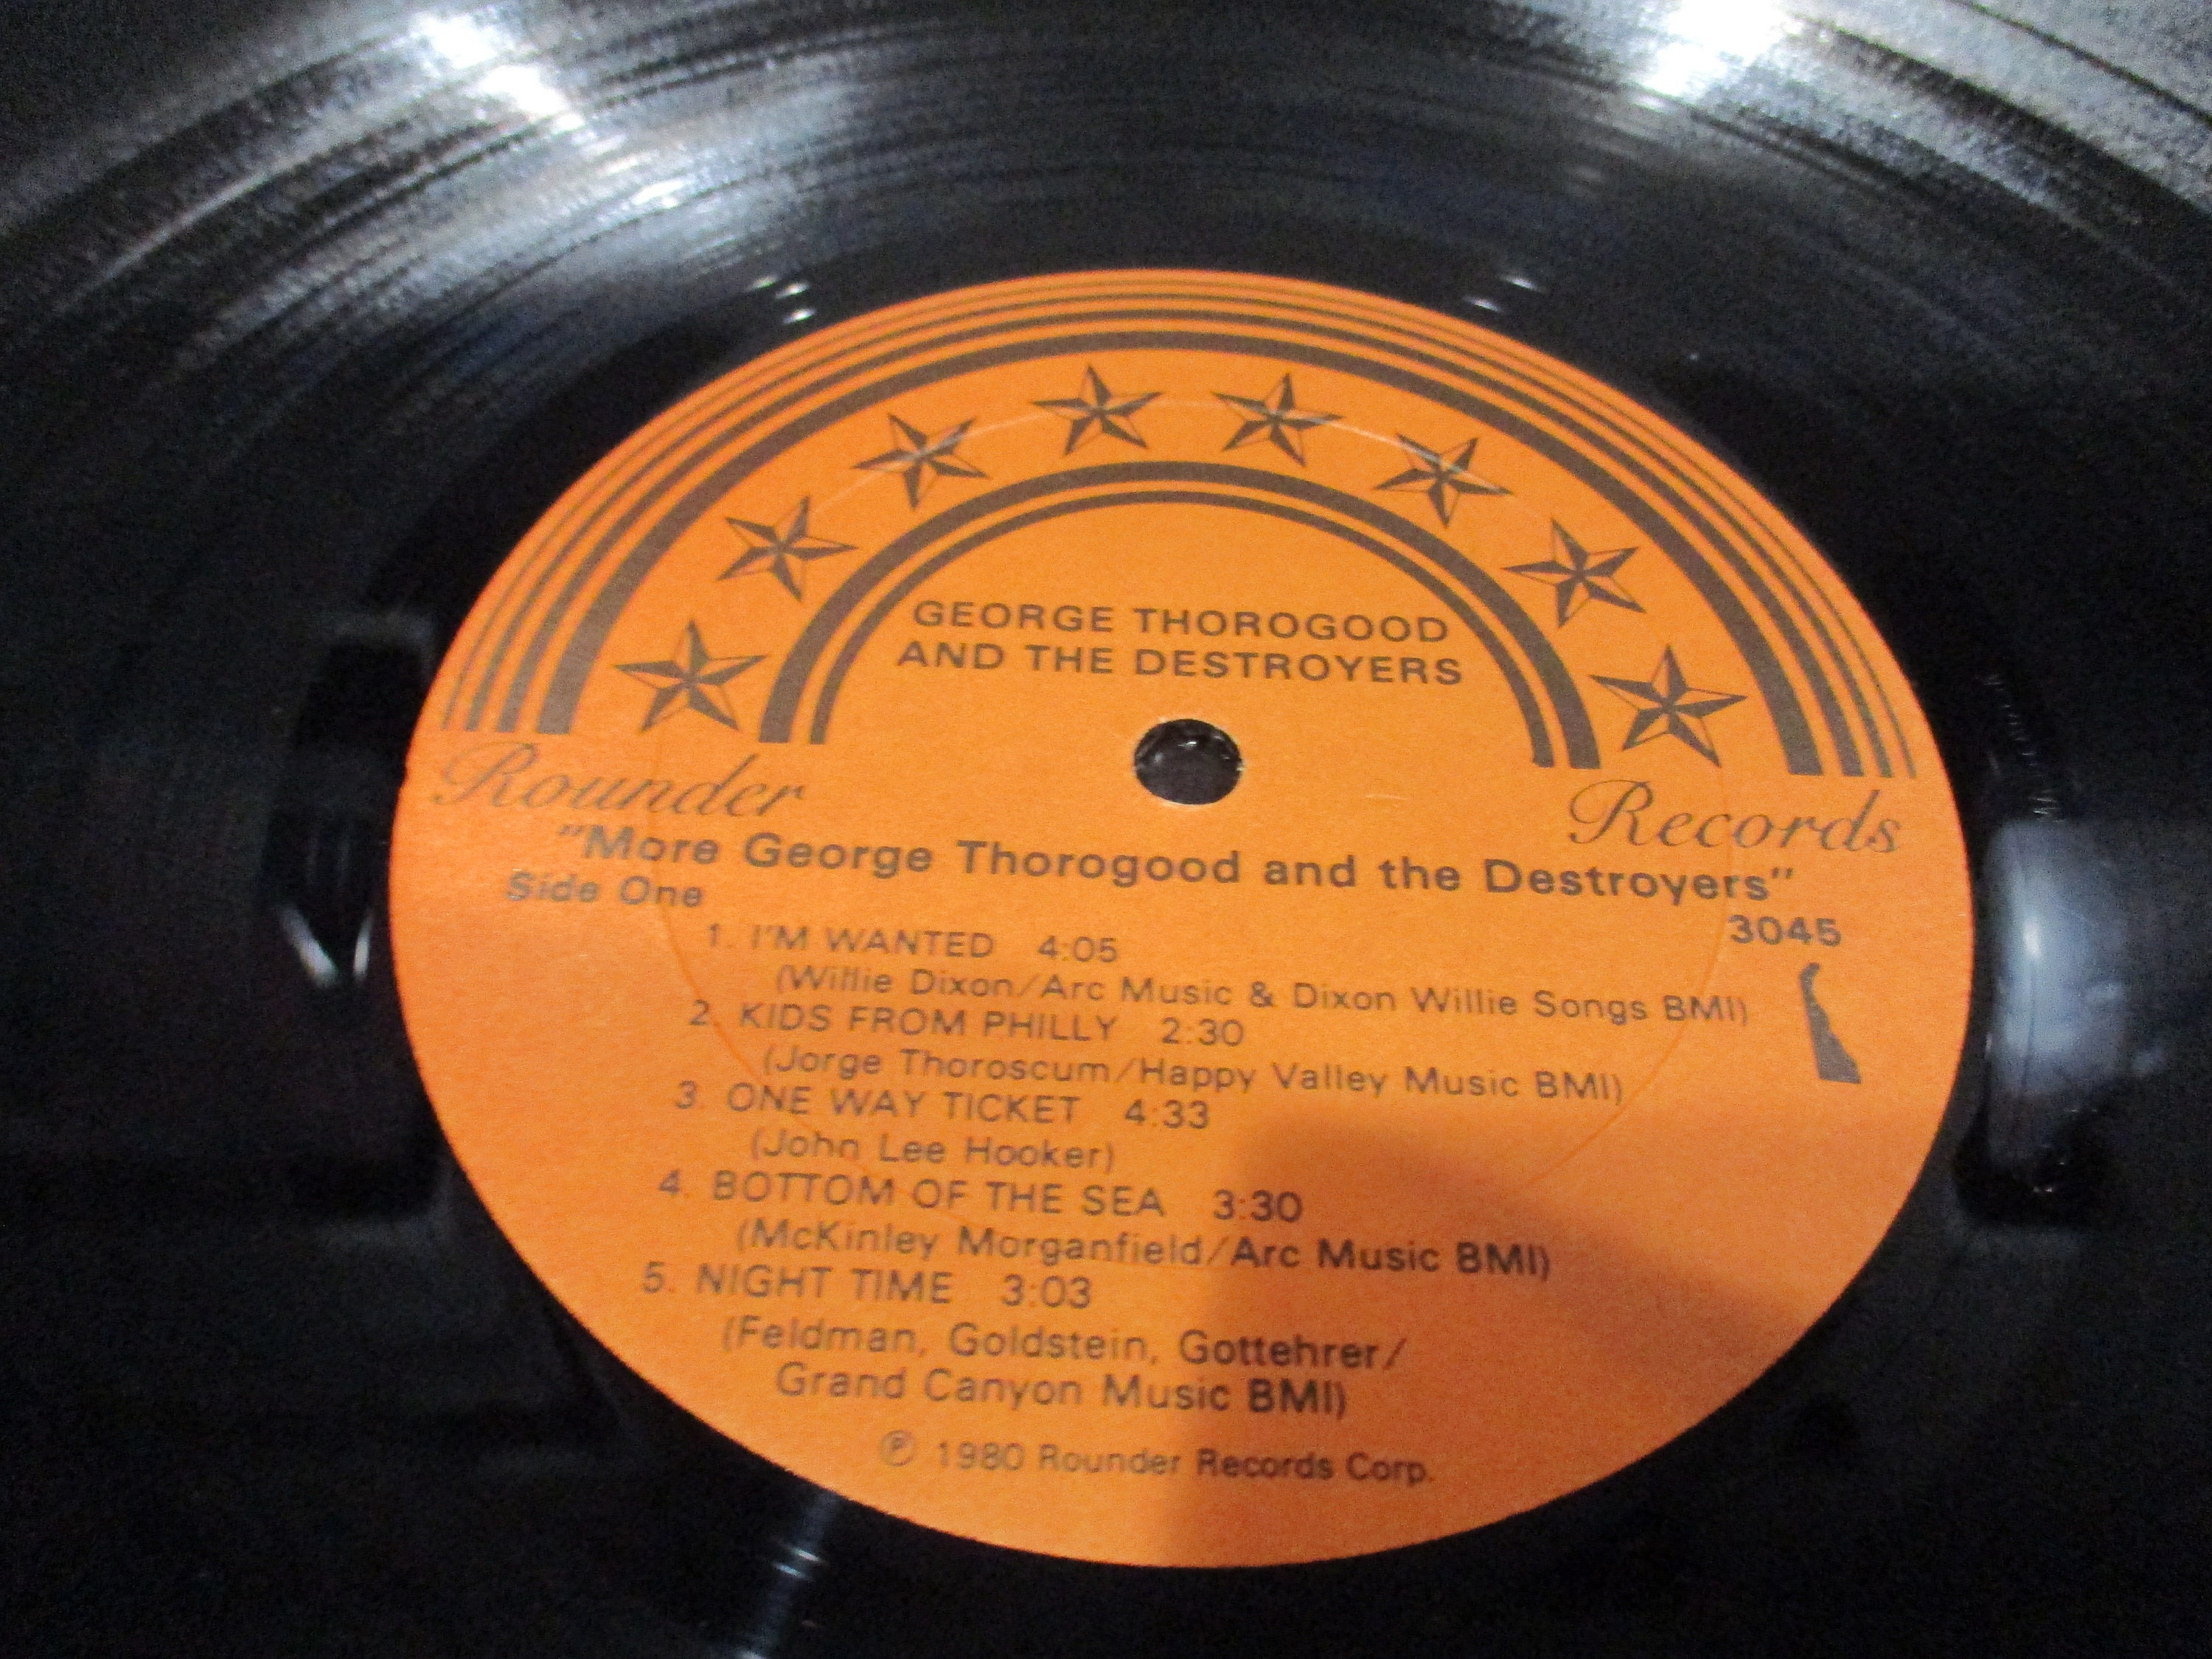 GEORGE THOROGOOD
AND THE DESTROYERS
Rounder Records
"More George Thorogood and the Destroyers"
Side One
3045
1. I'M WANTED 4:05
(Willie Dixon/Arc Music & Dixon Willie Songs BMI)
2. KIDS FROM PHILLY 2:30
(Jorge Thoroscum/Happy Valley Music BMI)
3. ONE WAY TICKET 4:33
(John Lee Hooker)
4. BOTTOM OF THE SEA 3:30
(McKinley Morganfield/Arc Music BMI)
5. NIGHT TIME 3:03
(Feldman, Goldstein, Gottehrer/
Grand Canyon Music BMI)
℗ 1980 Rounder Records Corp.